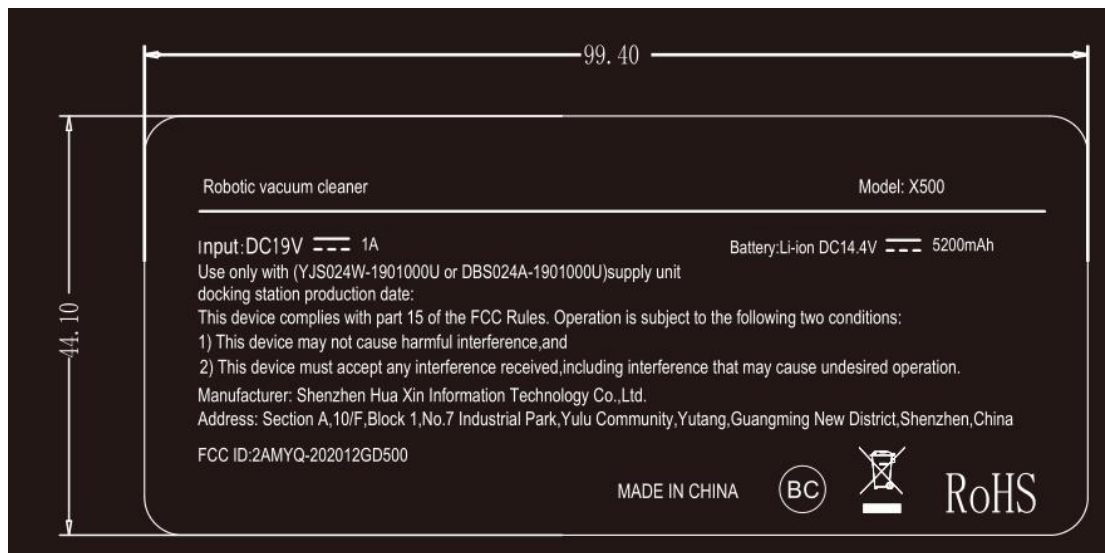 99.40
44.10
Robotic vacuum cleaner Model: X500
Input:DC19V 1A Battery:Li-ion DC14.4V 5200mAh
Use only with (YJS024W-1901000U or DBS024A-1901000U)supply unit
docking station production date:
This device complies with part 15 of the FCC Rules. Operation is subject to the following two conditions:
1) This device may not cause harmful interference,and
2) This device must accept any interference received,including interference that may cause undesired operation.
Manufacturer: Shenzhen Hua Xin Information Technology Co.,Ltd.
Address: Section A,10/F,Block 1,No.7 Industrial Park,Yulu Community,Yutang,Guangming New District,Shenzhen,China
FCC ID:2AMYQ-202012GD500
MADE IN CHINA BC RoHS